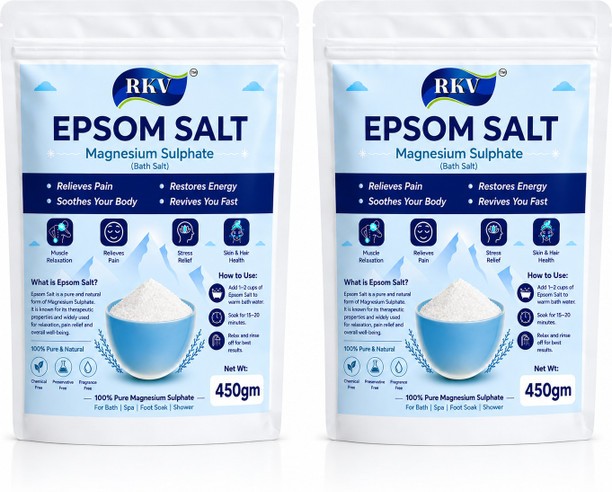 RKV TM
EPSOM SALT
Magnesium Sulphate
(Bath Salt)
• Relieves Pain • Restores Energy
• Soothes Your Body • Revives You Fast
Muscle Relaxation
Relieves Pain
Stress Relief
Skin & Hair Health
What is Epsom Salt?
Epsom Salt is a pure and natural
form of Magnesium Sulphate.
It is known for its therapeutic
properties and widely used
for relaxation, pain relief and
overall well-being.
100% Pure & Natural
Chemical Free
Preservative Free
Fragrance Free
How to Use:
Add 1–2 cups of
Epsom Salt to
warm bath water.
Soak for 15–20
minutes.
Relax and rinse
off for best
results.
Net Wt:
450gm
100% Pure Magnesium Sulphate
For Bath | Spa | Foot Soak | Shower
RKV TM
EPSOM SALT
Magnesium Sulphate
(Bath Salt)
• Relieves Pain • Restores Energy
• Soothes Your Body • Revives You Fast
Muscle Relaxation
Relieves Pain
Stress Relief
Skin & Hair Health
What is Epsom Salt?
Epsom Salt is a pure and natural
form of Magnesium Sulphate.
It is known for its therapeutic
properties and widely used
for relaxation, pain relief and
overall well-being.
100% Pure & Natural
Chemical Free
Preservative Free
Fragrance Free
How to Use:
Add 1–2 cups of
Epsom Salt to
warm bath water.
Soak for 15–20
minutes.
Relax and rinse
off for best
results.
Net Wt:
450gm
100% Pure Magnesium Sulphate
For Bath | Spa | Foot Soak | Shower